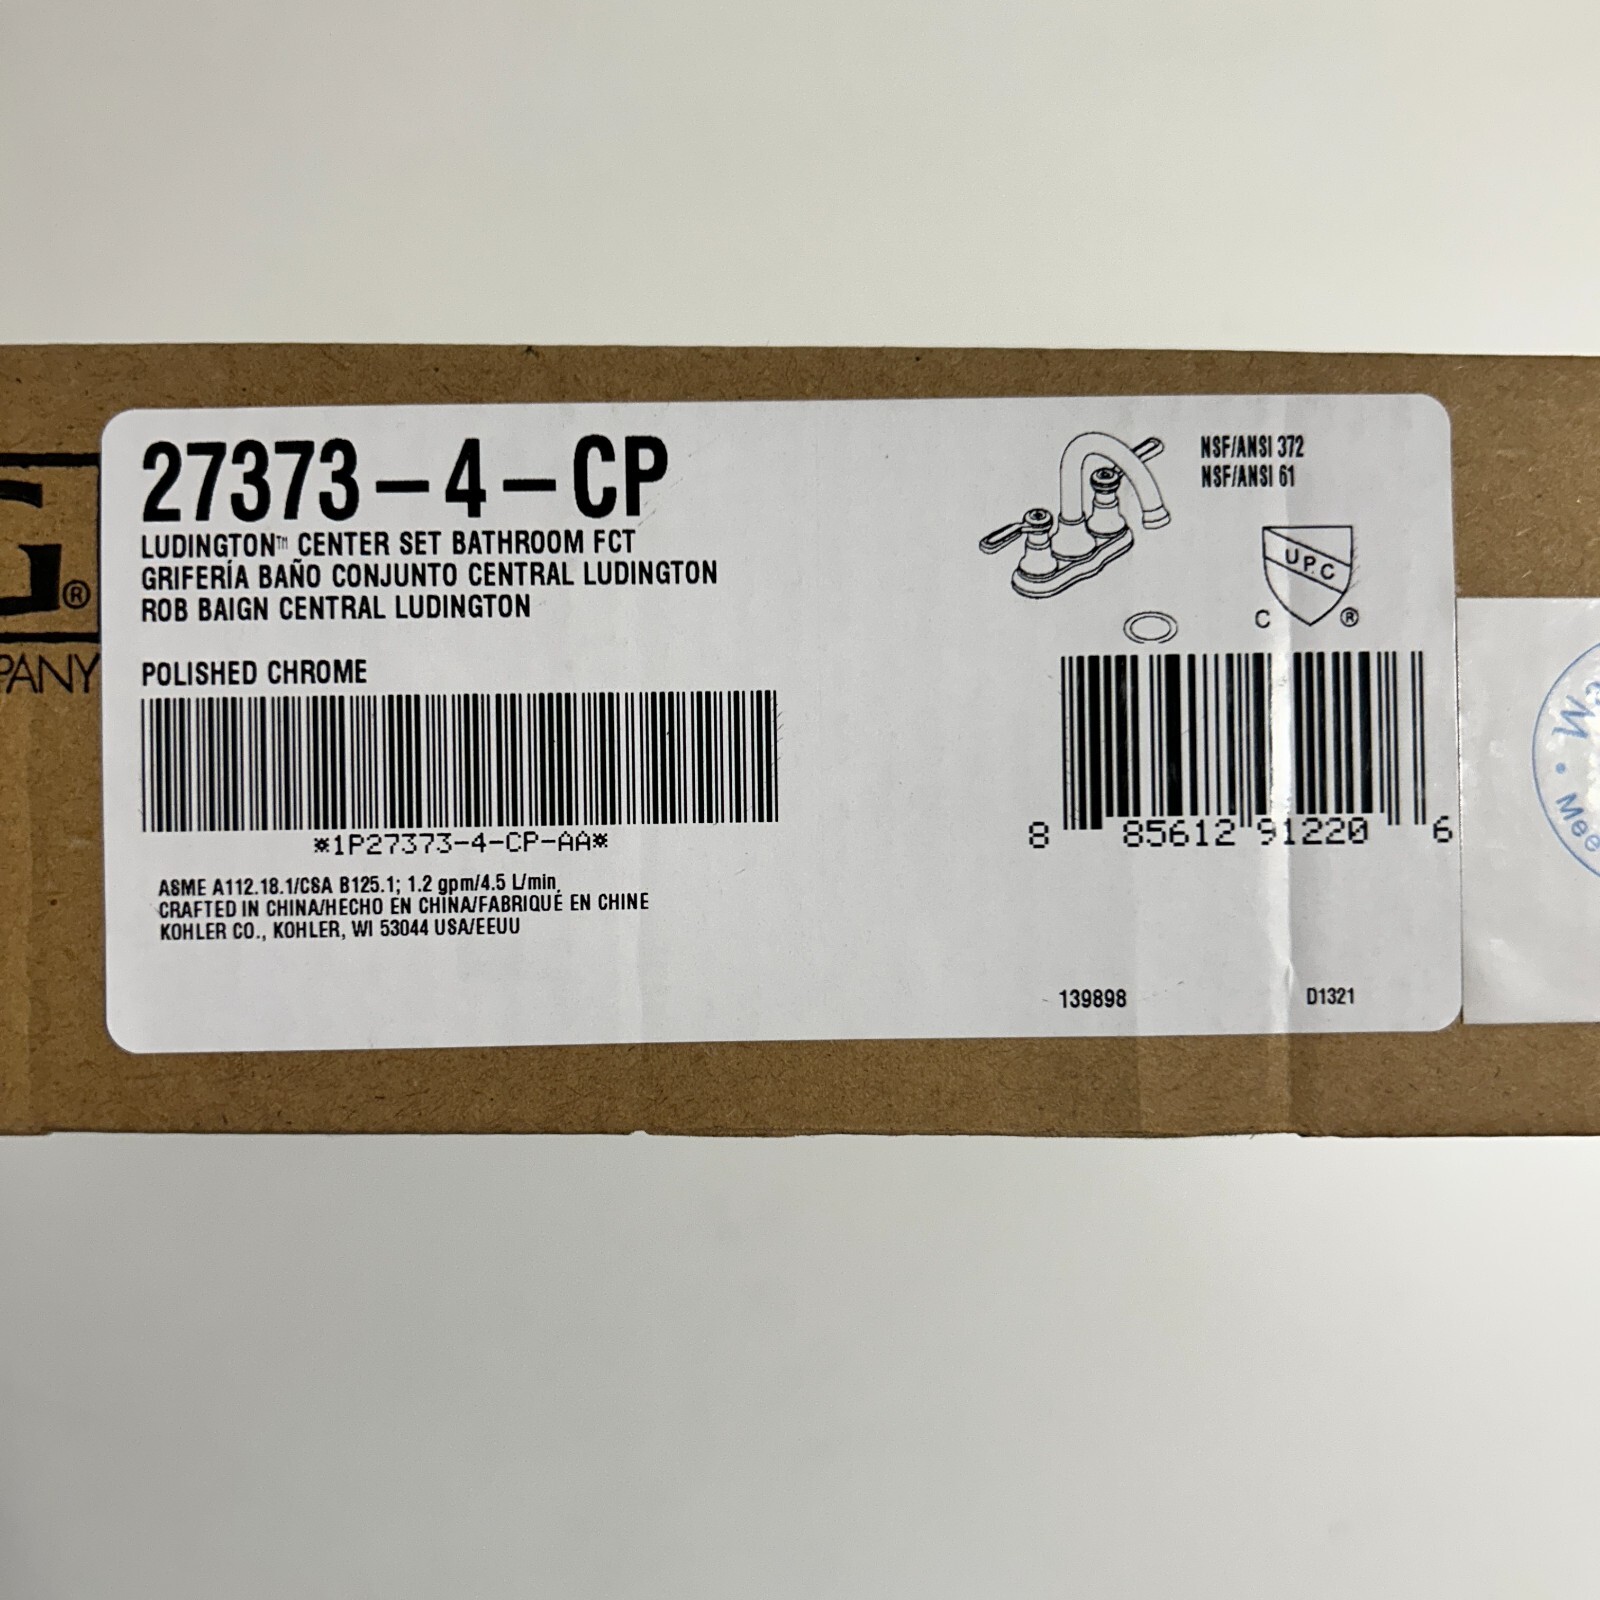 27373-4-CP
LUDINGTON™ CENTER SET BATHROOM FCT
GRIFERÍA BAÑO CONJUNTO CENTRAL LUDINGTON
ROB BAIGN CENTRAL LUDINGTON
POLISHED CHROME
*1P27373-4-CP-AA*
ASME A112.18.1/CSA B125.1; 1.2 gpm/4.5 L/min,
CRAFTED IN CHINA/HECHO EN CHINA/FABRIQUÉ EN CHINE
KOHLER CO., KOHLER, WI 53044 USA/EEUU
NSF/ANSI 372
NSF/ANSI 61
UPC
C ®
8 85612 91220 6
139898 D1321
G®
PANY
M • Mee